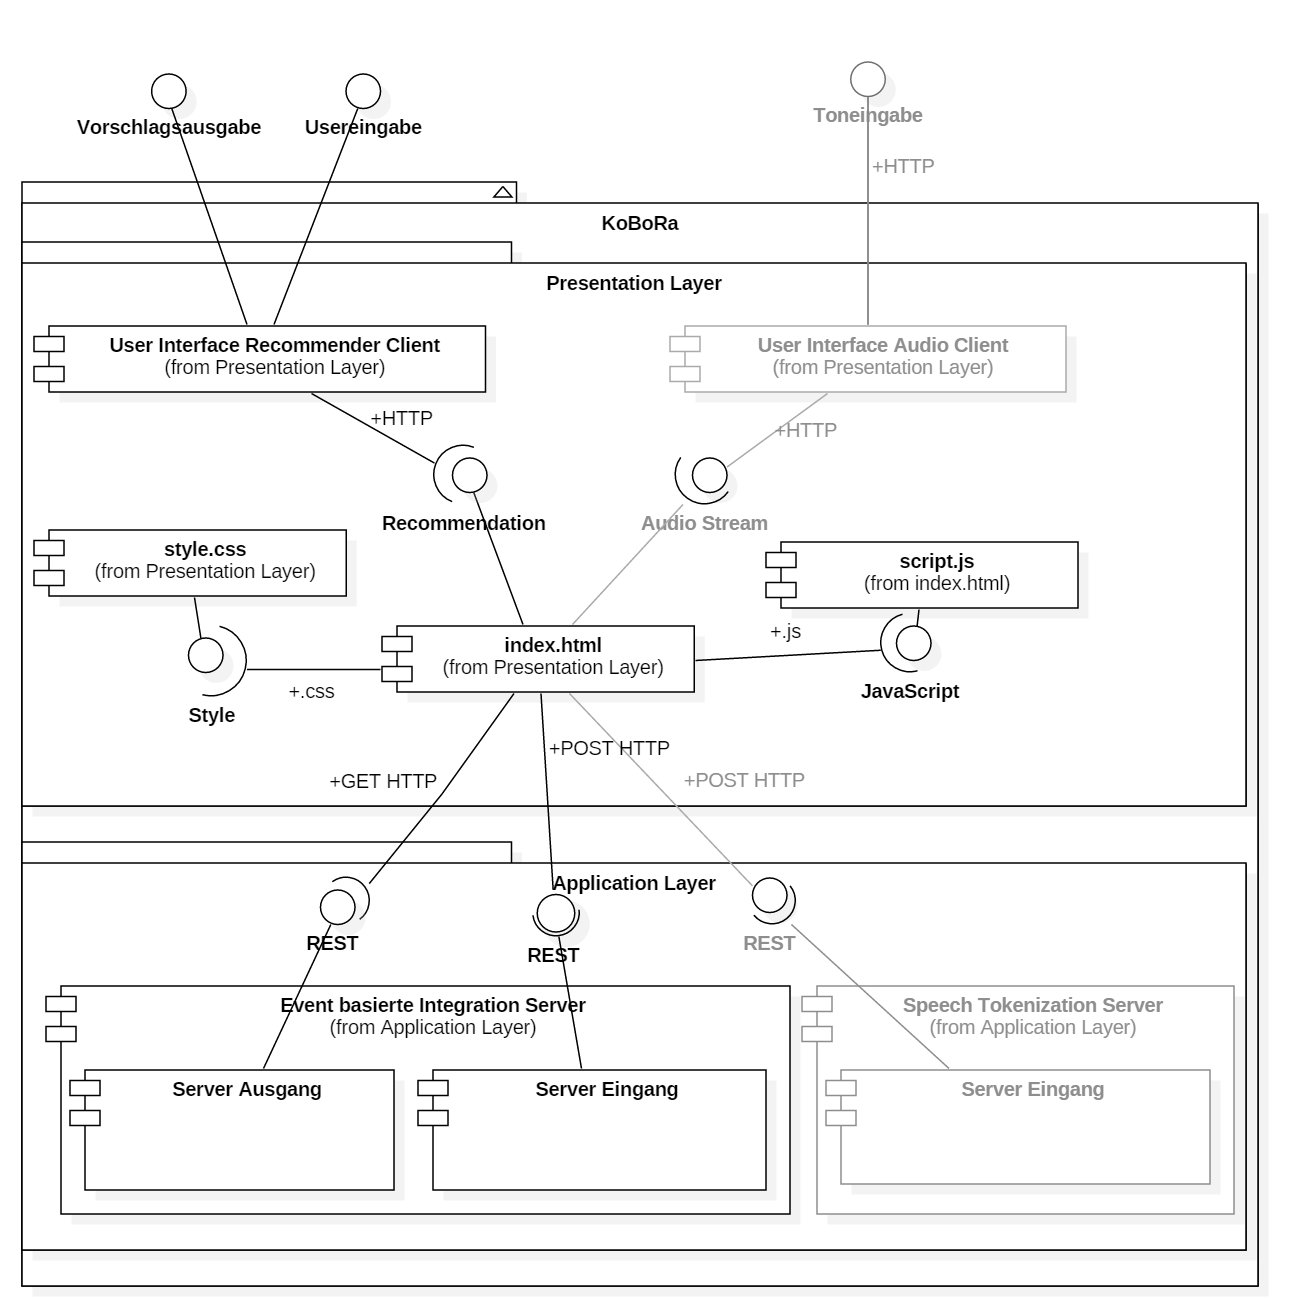 Vorschlagsausgabe
Usereingabe
Toneingabe
+HTTP
KoBoRa
Presentation Layer
User Interface Recommender Client
(from Presentation Layer)
User Interface Audio Client
(from Presentation Layer)
+HTTP
+HTTP
Recommendation
Audio Stream
style.css
(from Presentation Layer)
script.js
(from index.html)
index.html
(from Presentation Layer)
+.js
+.css
Style
JavaScript
+POST HTTP
+GET HTTP
+POST HTTP
Application Layer
REST
REST
REST
Event basierte Integration Server
(from Application Layer)
Speech Tokenization Server
(from Application Layer)
Server Ausgang
Server Eingang
Server Eingang